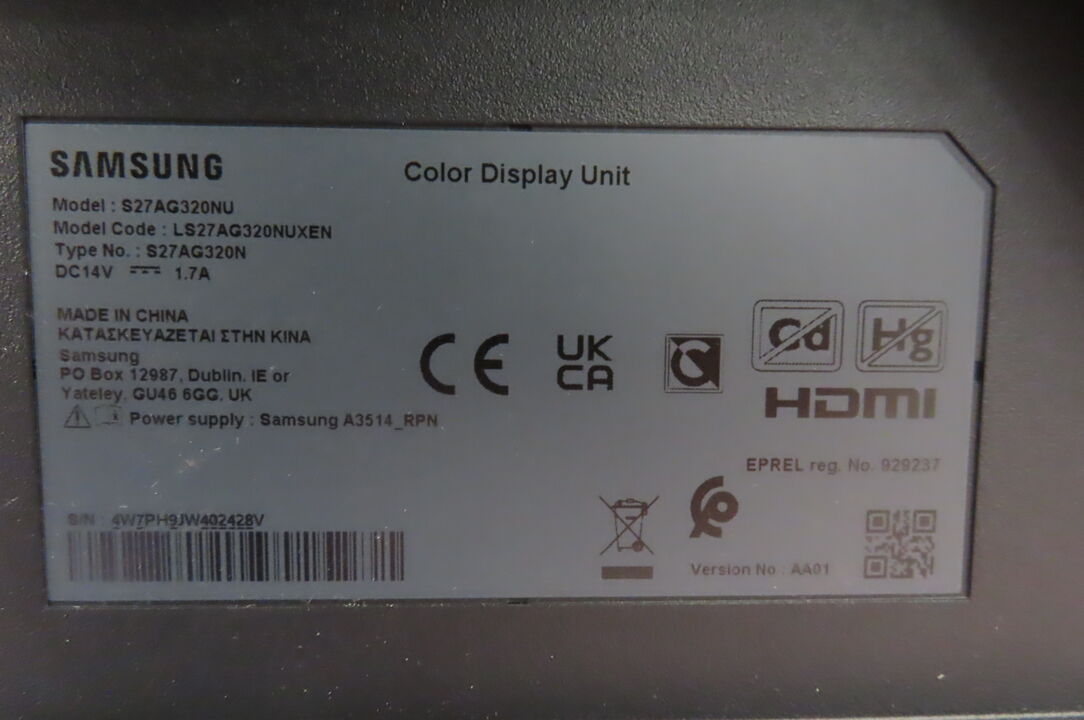 SAMSUNG
Color Display Unit
Model : S27AG320NU
Model Code : LS27AG320NUXEN
Type No. : S27AG320N
DC14V 1.7A
MADE IN CHINA
ΚΑΤΑΣΚΕΥΑΖΕΤΑΙ ΣΤΗΝ ΚΙΝΑ
Samsung
PO Box 12987, Dublin. IE or
Yateley, GU46 6GG, UK
Power supply : Samsung A3514_RPN
CE
UK
CA
Cd
Hg
HDMI
EPREL reg. No. 929237
S/N : 4W7PH9JW402428V
Version No : AA01